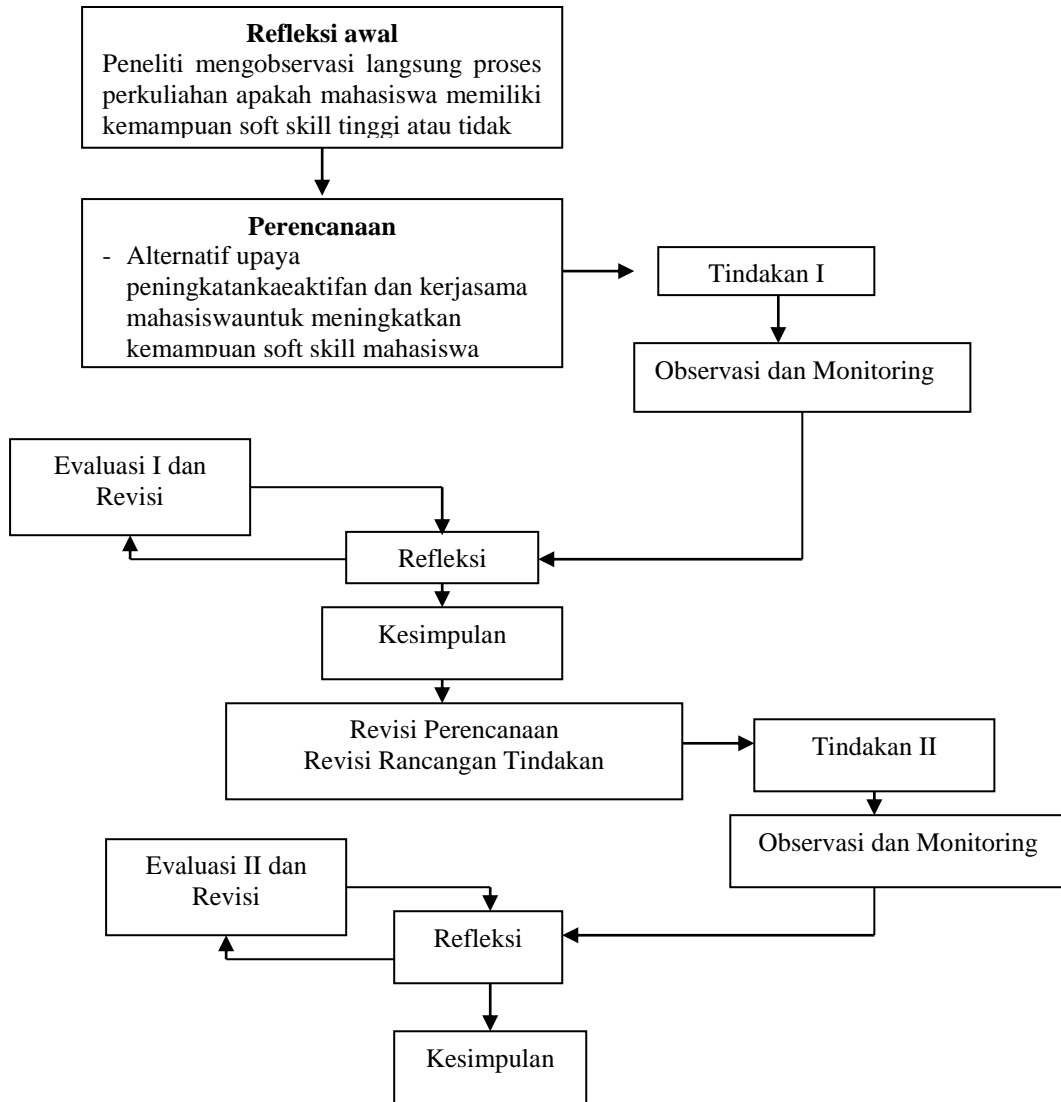 Refleksi awal
Peneliti mengobservasi langsung proses
perkuliahan apakah mahasiswa memiliki
kemampuan soft skill tinggi atau tidak
Perencanaan
- Alternatif upaya
peningkatankaeaktifan dan kerjasama
mahasiswauntuk meningkatkan
kemampuan soft skill mahasiswa
Tindakan I
Observasi dan Monitoring
Evaluasi I dan
Revisi
Refleksi
Kesimpulan
Revisi Perencanaan
Revisi Rancangan Tindakan
Tindakan II
Observasi dan Monitoring
Evaluasi II dan
Revisi
Refleksi
Kesimpulan